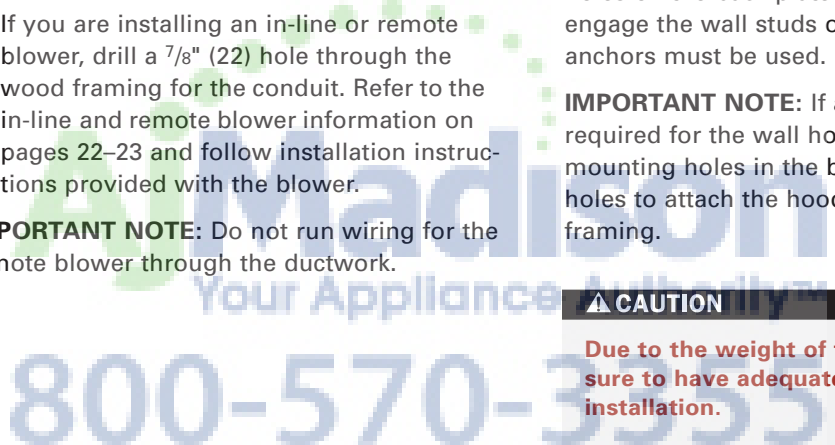 If you are installing an in-line or remote
blower, drill a 7/8" (22) hole through the
wood framing for the conduit. Refer to the
in-line and remote blower information on
pages 22–23 and follow installation instruc-
tions provided with the blower.
PORTANT NOTE: Do not run wiring for the
note blower through the ductwork.
engage the wall studs
anchors must be used.
IMPORTANT NOTE: If
required for the wall
mounting holes in the
holes to attach the
framing.
CAUTION
Due to the weight of
sure to have adequate
installation.
AjMadison
Your Appliance Authority™
800-570-3355